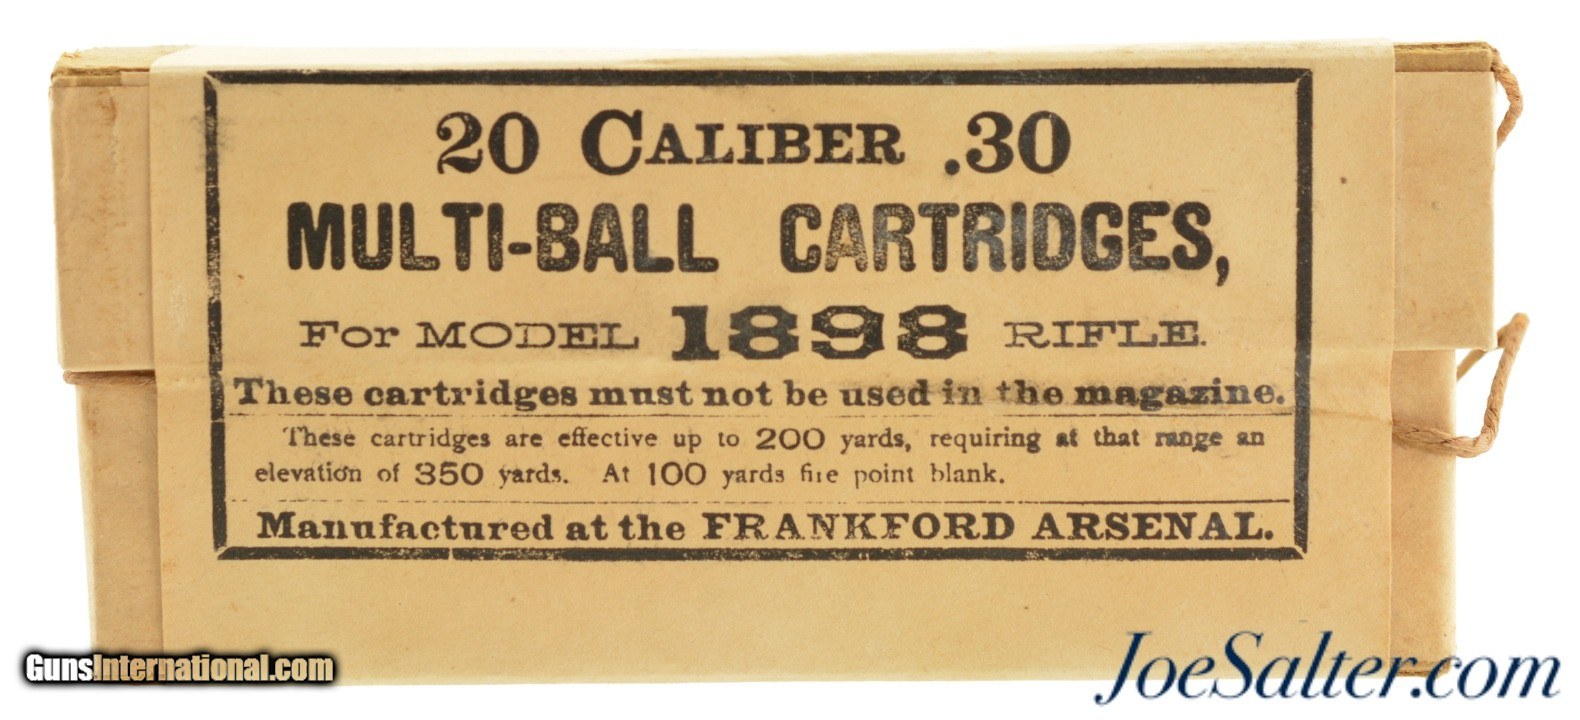 20 CALIBER .30
MULTI-BALL CARTRIDGES,
For MODEL 1898 RIFLE.
These cartridges must not be used in the magazine.
These cartridges are effective up to 200 yards, requiring at that range an
elevation of 350 yards. At 100 yards fire point blank.
Manufactured at the FRANKFORD ARSENAL.
GunsInternational.com
JoeSalter.com